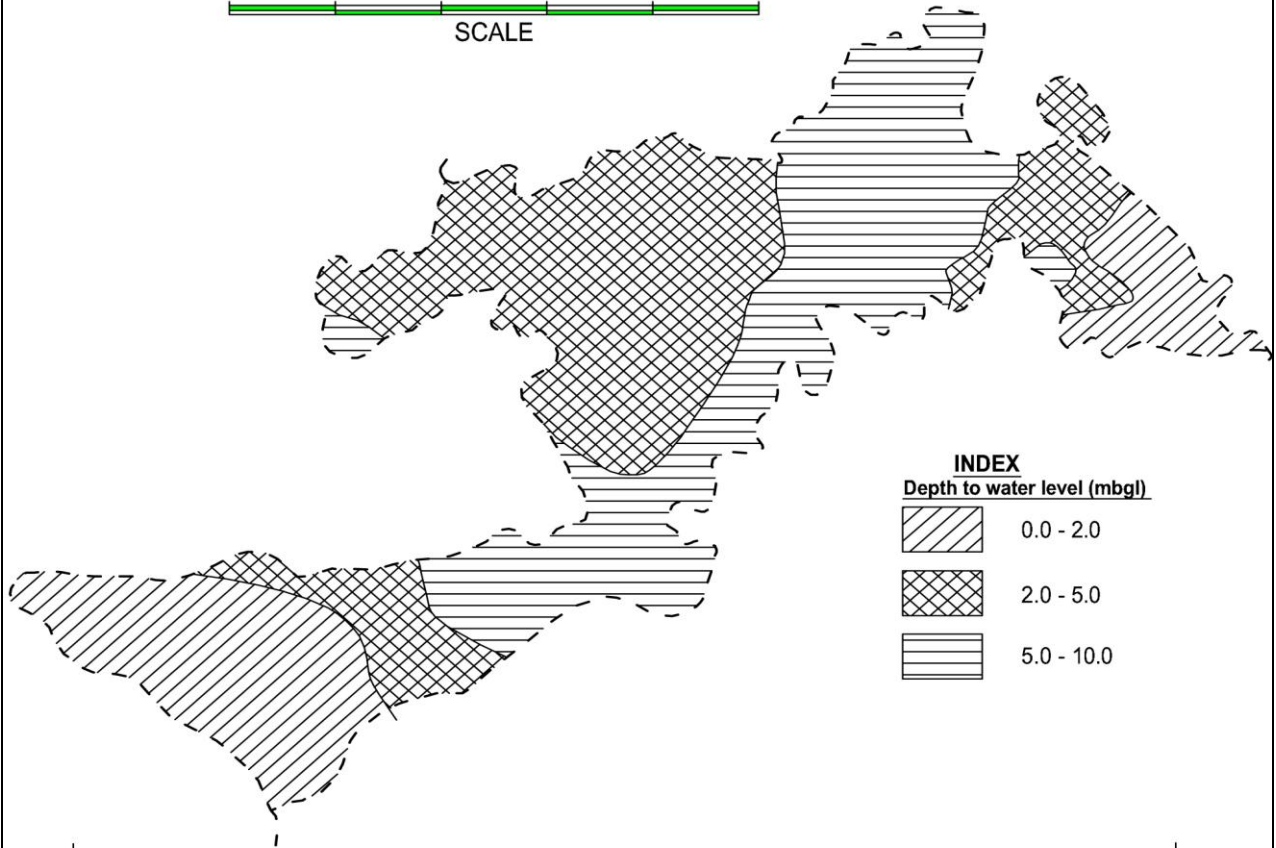 SCALE
INDEX
Depth to water level (mbgl)
0.0 - 2.0
2.0 - 5.0
5.0 - 10.0